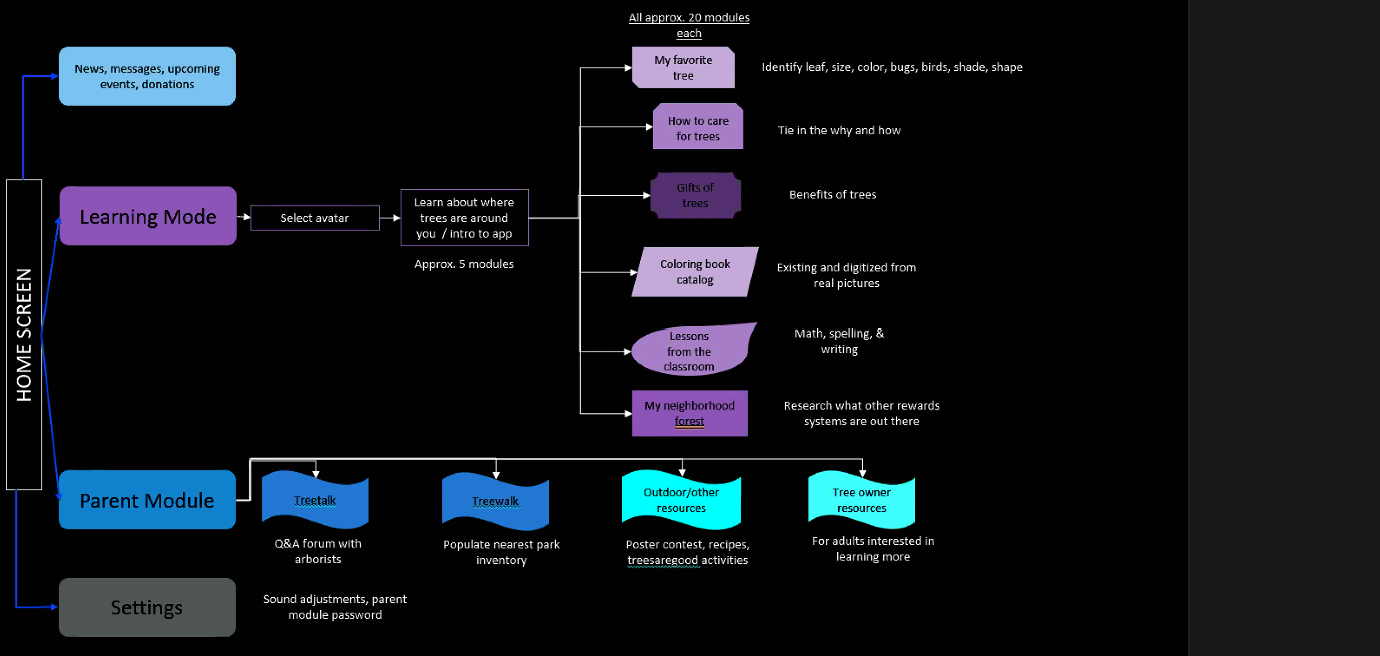 All approx. 20 modules
each
News, messages, upcoming
events, donations
My favorite
tree
Identify leaf, size, color, bugs, birds, shade, shape
How to care
for trees
Tie in the why and how
HOME SCREEN
Learning Mode
Select avatar
Learn about where
trees are around
you / intro to app
Approx. 5 modules
Gifts of
trees
Benefits of trees
Coloring book
catalog
Existing and digitized from
real pictures
Lessons
from the
classroom
Math, spelling, &
writing
My neighborhood
forest
Research what other rewards
systems are out there
Parent Module
Treetalk
Q&A forum with
arborists
Treewalk
Populate nearest park
inventory
Outdoor/other
resources
Poster contest, recipes,
treesaregood activities
Tree owner
resources
For adults interested in
learning more
Settings
Sound adjustments, parent
module password